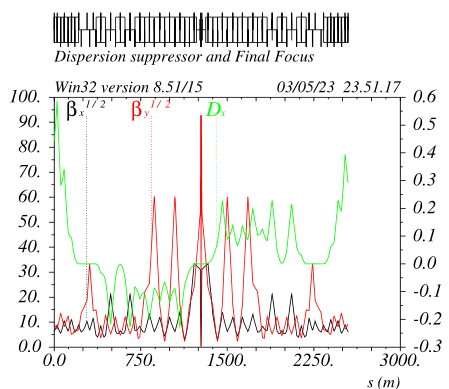 Dispersion suppressor and Final Focus
Win32 version 8.51/15 03/05/23 23.51.17
βx 1/2 βy 1/2 Dx
100. 0.6
90. 0.5
80. 0.4
70. 0.3
60. 0.2
50. 0.1
40. 0.0
30. -0.1
20. -0.2
10. -0.3
0.0
0.0 750. 1500. 2250. 3000.
s (m)